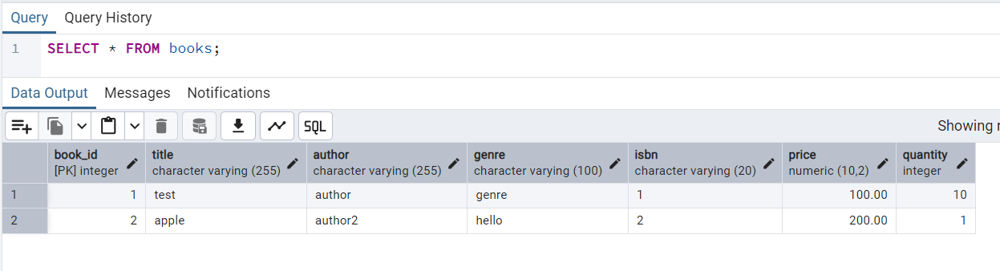 Query Query History
1 SELECT * FROM books;
Data Output Messages Notifications
SQL Showing
book_id title author genre isbn price quantity
[PK] integer character varying (255) character varying (255) character varying (100) character varying (20) numeric (10,2) integer
1 1 test author genre 1 100.00 10
2 2 apple author2 hello 2 200.00 1